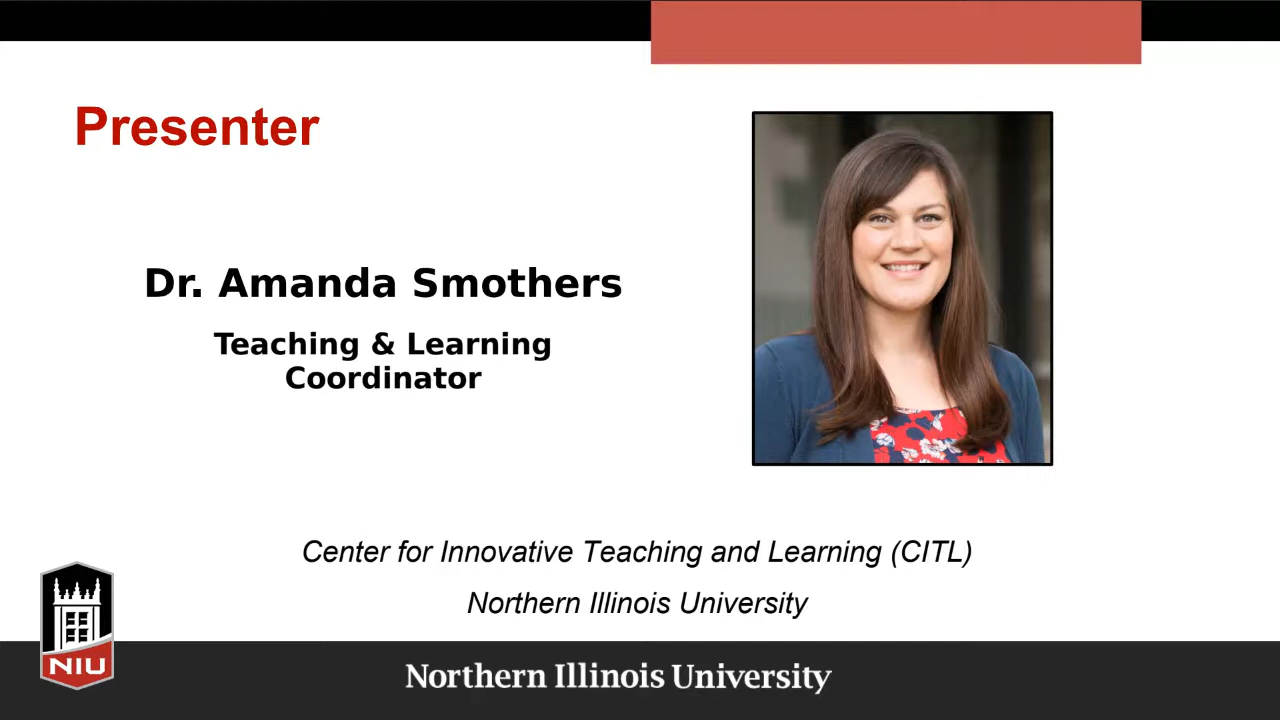 Presenter
Dr. Amanda Smothers
Teaching & Learning
Coordinator
Center for Innovative Teaching and Learning (CITL)
Northern Illinois University
NIU
Northern Illinois University